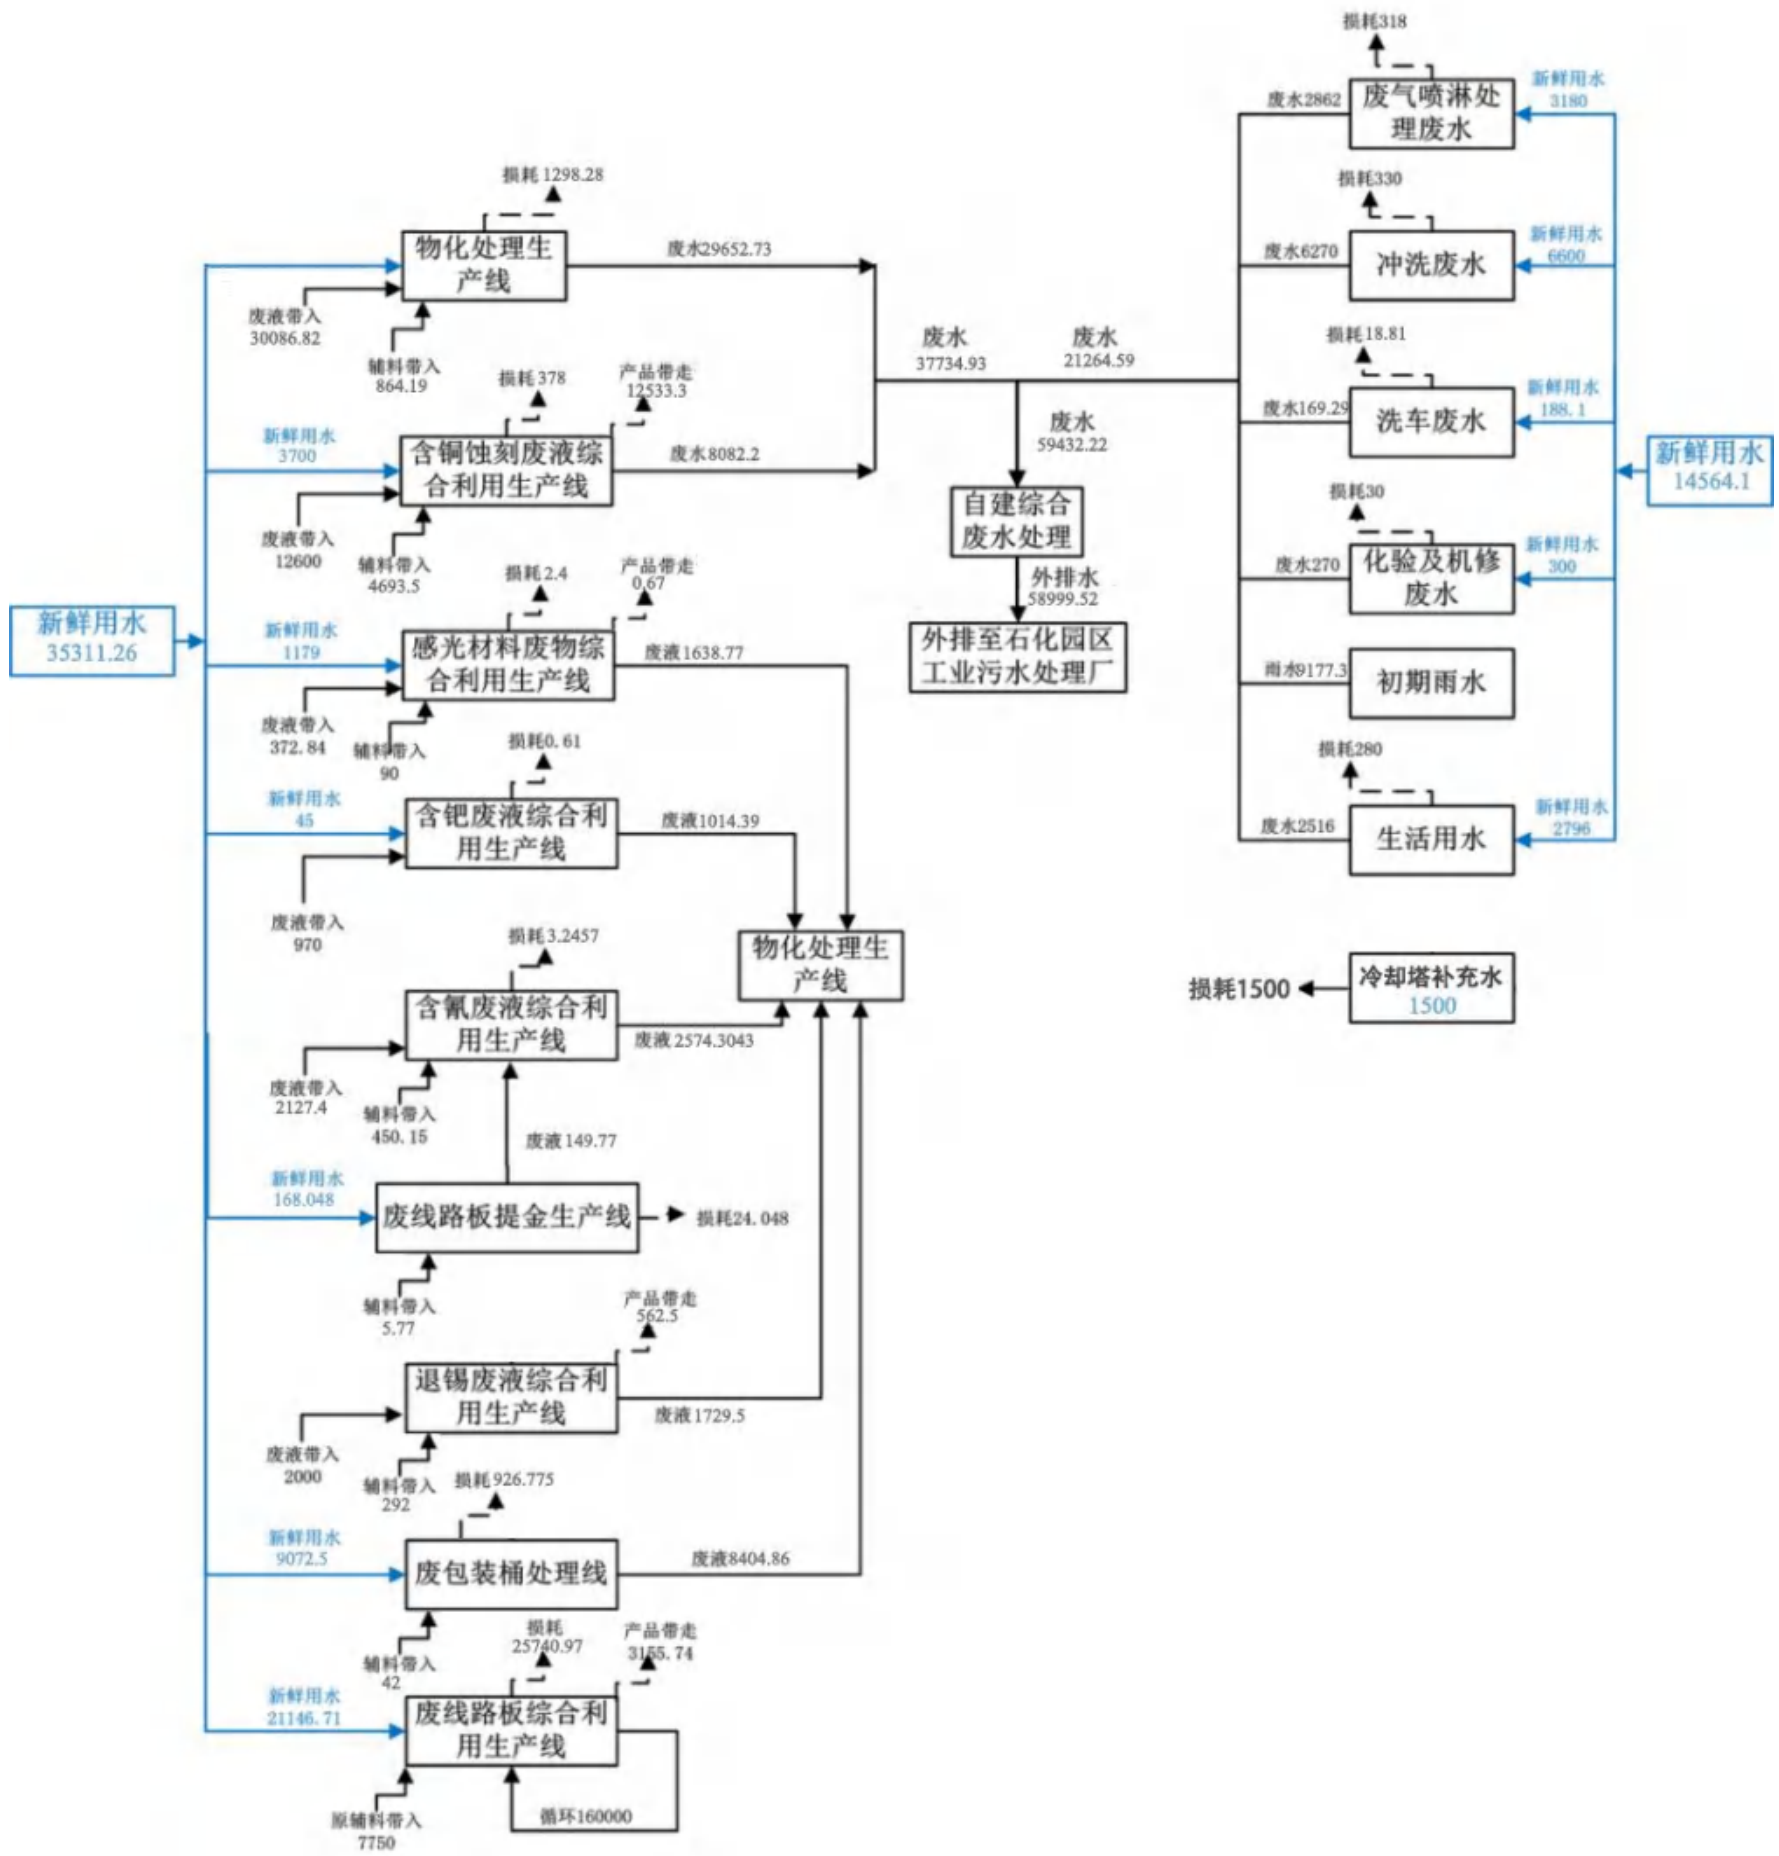 新鲜用水
35311.26
损耗1298.28
物化处理生
产线
废水29652.73
废液带入
30086.82
辅料带入
864.19
损耗378
产品带走
12533.3
新鲜用水
3700
含铜蚀刻废液综
合利用生产线
废水8082.2
废液带入
12600
辅料带入
4693.5
损耗2.4
产品带走
0.67
新鲜用水
1179
感光材料废物综
合利用生产线
废液1638.77
废液带入
372.84
辅料带入
90
损耗0.61
新鲜用水
45
含钯废液综合利
用生产线
废液1014.39
废液带入
970
损耗3.2457
含氰废液综合利
用生产线
废液2574.3043
废液带入
2127.4
辅料带入
450.15
废液149.77
新鲜用水
168.048
废线路板提金生产线
损耗24.048
辅料带入
5.77
产品带走
562.5
退锡废液综合利
用生产线
废液1729.5
废液带入
2000
辅料带入
292
损耗926.775
新鲜用水
9072.5
废包装桶处理线
废液8404.86
辅料带入
42
损耗
25740.97
产品带走
3155.74
新鲜用水
21146.71
废线路板综合利
用生产线
原辅料带入
7750
循环160000
物化处理生
产线
废水
37734.93
废水
21264.59
废水
59432.22
自建综合
废水处理
外排水
58999.52
外排至石化园区
工业污水处理厂
损耗318
废水2862
废气喷淋处
理废水
新鲜用水
3180
损耗330
废水6270
冲洗废水
新鲜用水
6600
损耗18.81
废水169.29
洗车废水
新鲜用水
188.1
新鲜用水
14564.1
损耗30
废水270
化验及机修
废水
新鲜用水
300
雨水9177.3
初期雨水
损耗280
废水2516
生活用水
新鲜用水
2796
损耗1500
冷却塔补充水
1500